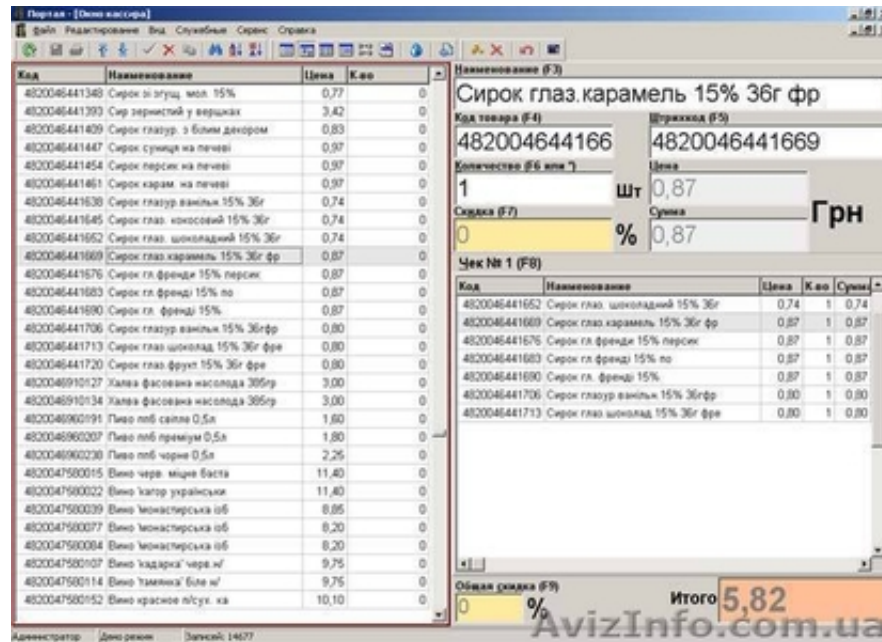 Портал - [Окно кассира]
Файл Редактирование Вид Служебные Сервис Справка
Код Наименование Цена К-во
4820046441348 Сирок зі згущ. мол. 15% 0,77 0
4820046441393 Сир зернистий у вершках 3,42 0
4820046441409 Сирок глазур. з білим декором 0,83 0
4820046441447 Сирок суниця на печеві 0,97 0
4820046441454 Сирок персик на печеві 0,97 0
4820046441461 Сирок карам. на печеві 0,97 0
4820046441638 Сирок глазур.ванільн.15% 36г 0,74 0
4820046441645 Сирок глаз. кокосовий 15% 36г 0,74 0
4820046441652 Сирок глаз. шоколадний 15% 36г 0,74 0
4820046441669 Сирок глаз.карамель 15% 36г фр 0,87 0
4820046441676 Сирок гл.френди 15% персик 0,87 0
4820046441683 Сирок гл.френді 15% по 0,87 0
4820046441690 Сирок гл. френді 15% 0,87 0
4820046441706 Сирок глазур ванільн.15% 36гфр 0,80 0
4820046441713 Сирок глаз шоколад 15% 36г фре 0,80 0
4820046441720 Сирок глаз.фрукт.15% 36г фре 0,80 0
4820046910127 Халва фасована насолода 385гр 3,00 0
4820046910134 Халва фасована насолода 385гр 3,00 0
4820046960191 Пиво ппб світле 0,5л 1,60 0
4820046960207 Пиво ппб преміум 0,5л 1,80 0
4820046960238 Пиво ппб чорне 0,5л 2,25 0
4820047580015 Вино черв. міцне баста 11,40 0
4820047580022 Вино 'кагор українськи 11,40 0
4820047580039 Вино 'монастирська ізб 8,85 0
4820047580077 Вино 'монастирська ізб 8,20 0
4820047580084 Вино 'монастирська ізб 8,20 0
4820047580107 Вино 'кадарка' черв.н/ 9,75 0
4820047580114 Вино 'тамянка' біле н/ 9,75 0
4820047580152 Вино красное п/сух. ка 10,10 0
Наименование (F3)
Сирок глаз.карамель 15% 36г фр
Код товара (F4) Штрихкод (F5)
482004644166 4820046441669
Количество (F6 или *) Цена
1 Шт 0,87
Скидка (F7) Сумма
0 % 0,87 Грн
Чек № 1 (F8)
Код Наименование Цена К-во Сумма
4820046441652 Сирок глаз. шоколадний 15% 36г 0,74 1 0,74
4820046441669 Сирок глаз.карамель 15% 36г фр 0,87 1 0,87
4820046441676 Сирок гл.френди 15% персик 0,87 1 0,87
4820046441683 Сирок гл.френді 15% по 0,87 1 0,87
4820046441690 Сирок гл. френді 15% 0,87 1 0,87
4820046441706 Сирок глазур ванільн.15% 36гфр 0,80 1 0,80
4820046441713 Сирок глаз шоколад 15% 36г фре 0,80 1 0,80
Общая скидка (F9)
0 % Итого 5,82
Администратор Демо режим Записей: 14677
AvizInfo.com.ua